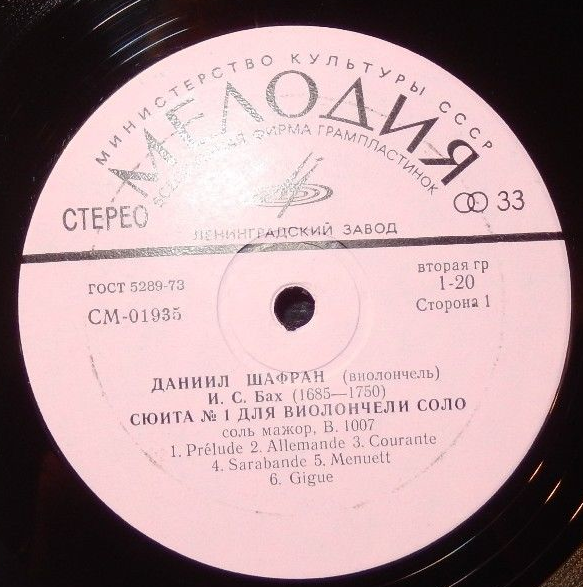 МИНИСТЕРСТВО КУЛЬТУРЫ СССР
МЕЛОДИЯ
ВСЕСОЮЗНАЯ ФИРМА ГРАМПЛАСТИНОК
СТЕРЕО
33
ЛЕНИНГРАДСКИЙ ЗАВОД
ГОСТ 5289-73
вторая гр
1-20
СМ-01935
Сторона 1
ДАНИИЛ ШАФРАН (виолончель)
И. С. Бах (1685—1750)
СЮИТА № 1 ДЛЯ ВИОЛОНЧЕЛИ СОЛО
соль мажор, В. 1007
1. Prélude 2. Allemande 3. Courante
4. Sarabande 5. Menuett
6. Gigue